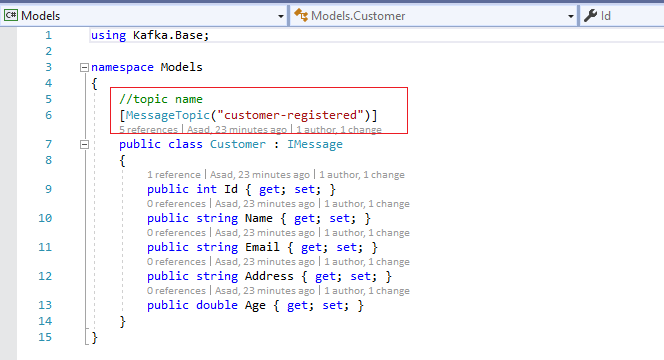 C# Models Models.Customer Id
1 using Kafka.Base;
2
3 namespace Models
4 {
5 //topic name
6 [MessageTopic("customer-registered")]
5 references | Asad, 23 minutes ago | 1 author, 1 change
7 public class Customer : IMessage
8 {
1 reference | Asad, 23 minutes ago | 1 author, 1 change
9 public int Id { get; set; }
0 references | Asad, 23 minutes ago | 1 author, 1 change
10 public string Name { get; set; }
0 references | Asad, 23 minutes ago | 1 author, 1 change
11 public string Email { get; set; }
0 references | Asad, 23 minutes ago | 1 author, 1 change
12 public string Address { get; set; }
0 references | Asad, 23 minutes ago | 1 author, 1 change
13 public double Age { get; set; }
14 }
15 }